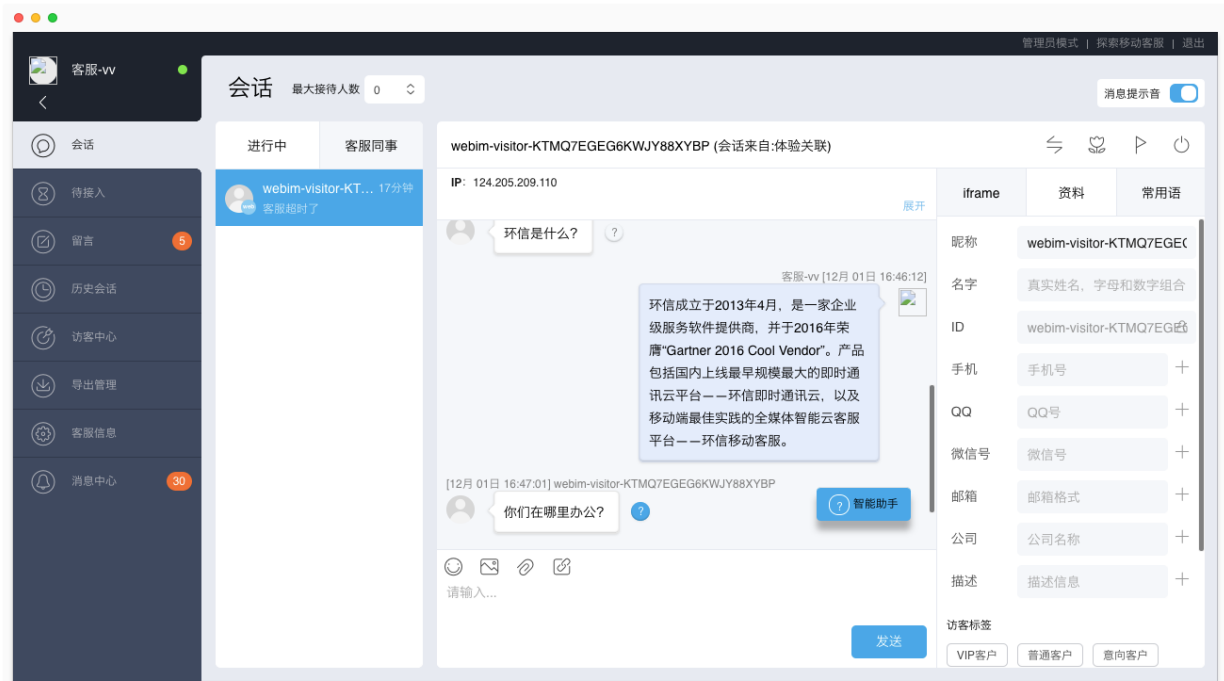 管理员模式 | 探索移动客服 | 退出
客服-vv
会话 最大接待人数 0
消息提示音
会话
待接入
留言 5
历史会话
访客中心
导出管理
客服信息
消息中心 30
进行中 客服同事
webim-visitor-KT... 17分钟
客服超时了
webim-visitor-KTMQ7EGEG6KWJY88XYBP (会话来自:体验关联)
IP: 124.205.209.110
展开
环信是什么? ?
客服-vv [12月 01日 16:46:12]
环信成立于2013年4月，是一家企业
级服务软件提供商，并于2016年荣
膺“Gartner 2016 Cool Vendor”。产品
包括国内上线最早规模最大的即时通
讯云平台——环信即时通讯云，以及
移动端最佳实践的全媒体智能云客服
平台——环信移动客服。
[12月 01日 16:47:01] webim-visitor-KTMQ7EGEG6KWJY88XYBP
你们在哪里办公? ?
? 智能助手
请输入...
发送
iframe 资料 常用语
昵称 webim-visitor-KTMQ7EGE
名字 真实姓名，字母和数字组合
ID webim-visitor-KTMQ7EGE
手机 手机号
QQ QQ号
微信号 微信号
邮箱 邮箱格式
公司 公司名称
描述 描述信息
访客标签
VIP客户 普通客户 意向客户